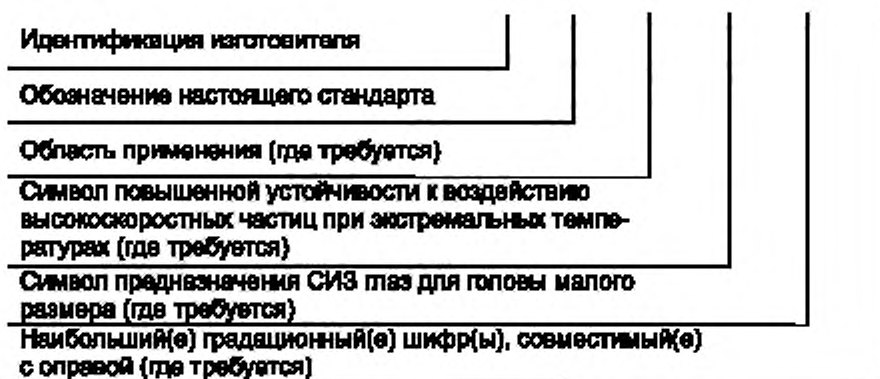 Идентификация изготовителя
Обозначение настоящего стандарта
Область применения (где требуется)
Символ повышенной устойчивости к воздействию
высокоскоростных частиц при экстремальных темпе-
ратурах (где требуется)
Символ предназначения СИЗ глаз для головы малого
размера (где требуется)
Наибольший(е) градационный(е) шифр(ы), совместимый(е)
с оправой (где требуется)